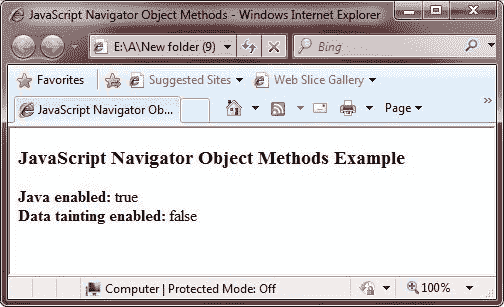 JavaScript Navigator Object Methods - Windows Internet Explorer
E:\A\New folder (9)
Bing
Favorites
Suggested Sites
Web Slice Gallery
JavaScript Navigator Ob...
Page
JavaScript Navigator Object Methods Example
Java enabled: true
Data tainting enabled: false
Computer | Protected Mode: Off
100%